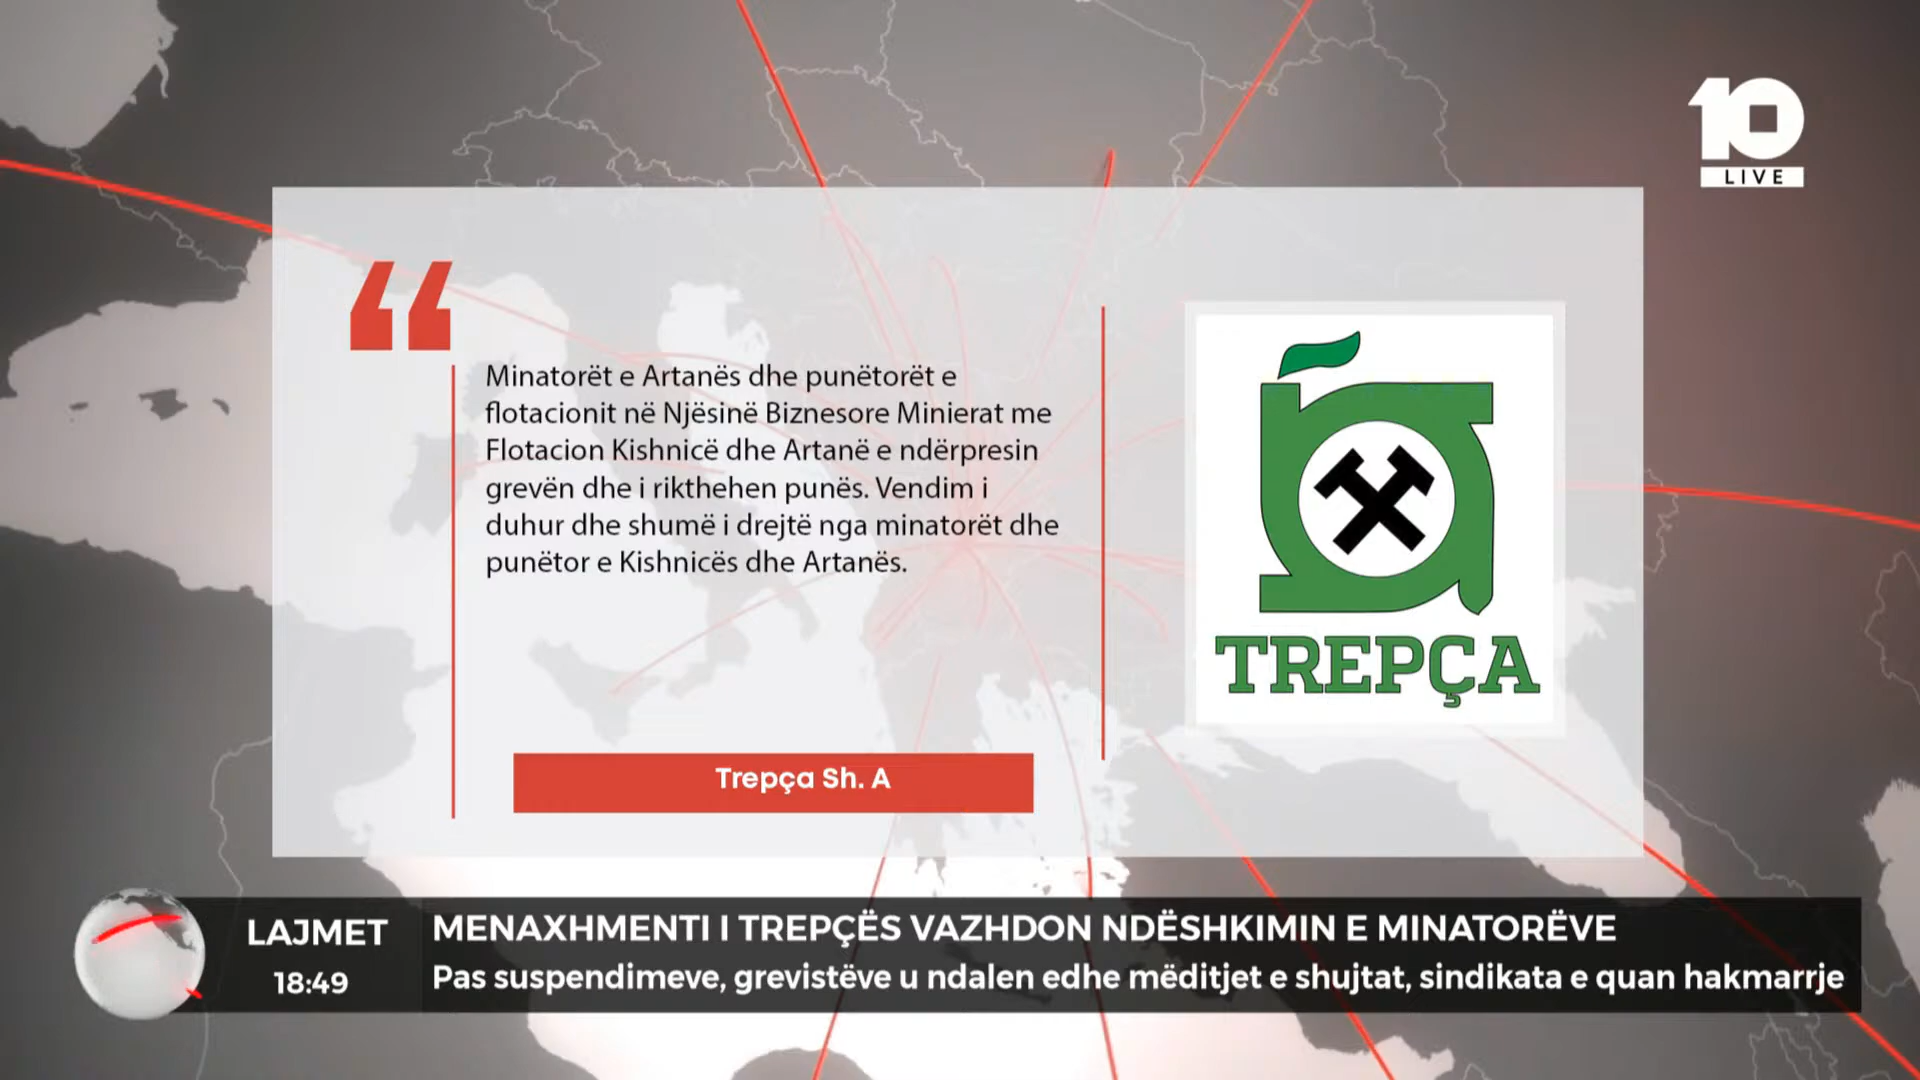 10
LIVE
“
Minatorët e Artanës dhe punëtorët e
flotacionit në Njësinë Biznesore Minierat me
Flotacion Kishnicë dhe Artanë e ndërpresin
grevën dhe i rikthehen punës. Vendim i
duhur dhe shumë i drejtë nga minatorët dhe
punëtor e Kishnicës dhe Artanës.
TREPÇA
Trepça Sh. A
LAJMET
18:49
MENAXHMENTI I TREPÇËS VAZHDON NDËSHKIMIN E MINATORËVE
Pas suspendimeve, grevistëve u ndalen edhe mëditjet e shujtat, sindikata e quan hakmarrje